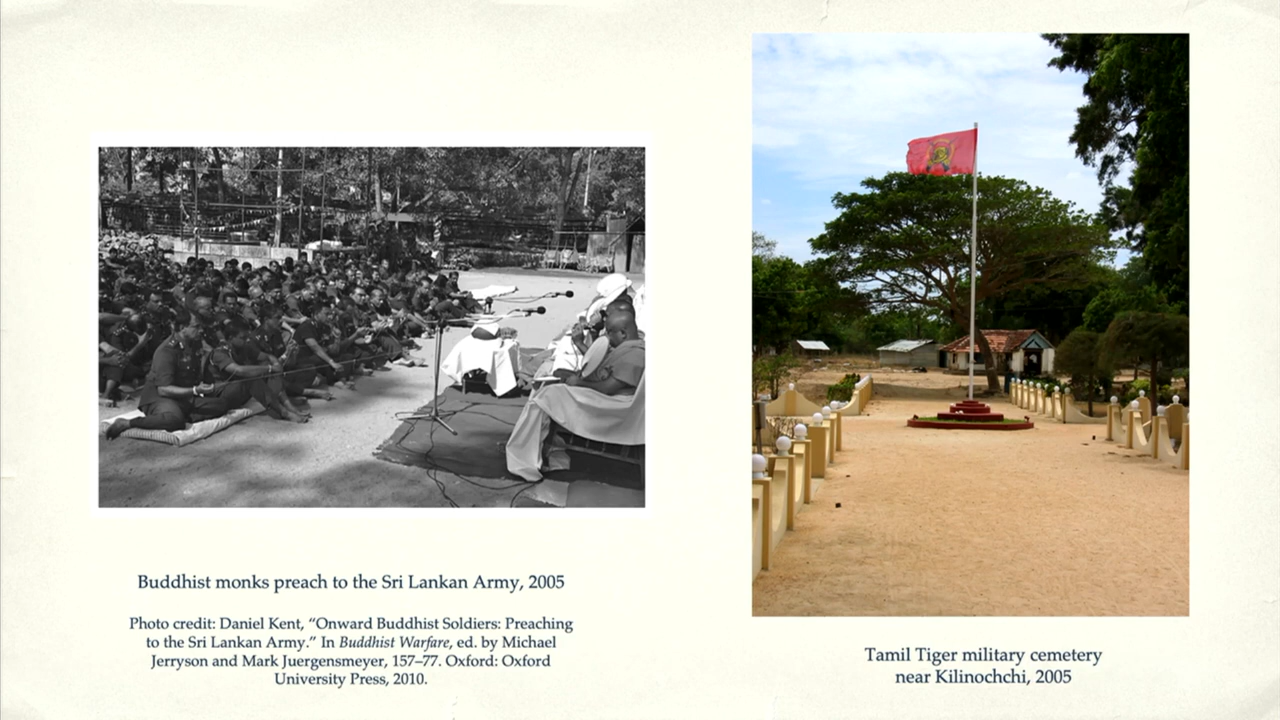 Buddhist monks preach to the Sri Lankan Army, 2005
Photo credit: Daniel Kent, “Onward Buddhist Soldiers: Preaching
to the Sri Lankan Army.” In Buddhist Warfare, ed. by Michael
Jerryson and Mark Juergensmeyer, 157–77. Oxford: Oxford
University Press, 2010.
Tamil Tiger military cemetery
near Kilinochchi, 2005